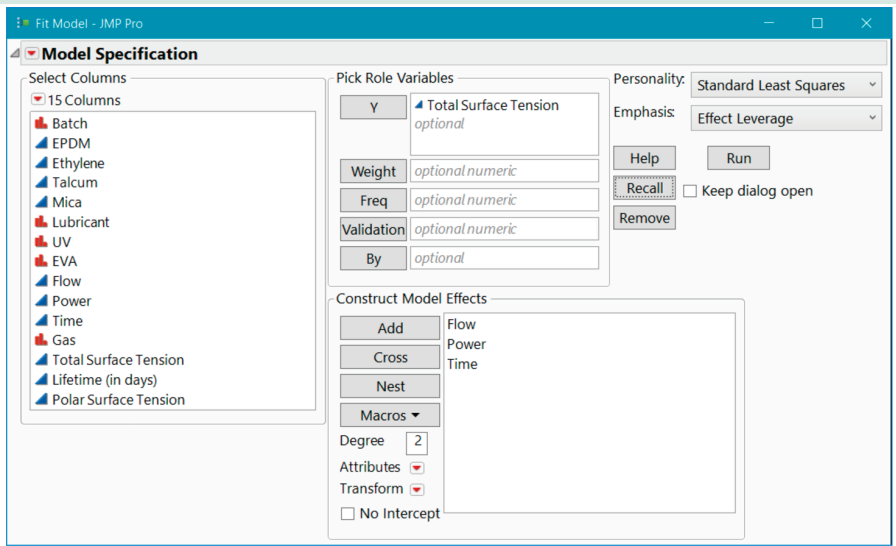 Fit Model - JMP Pro
Model Specification
Select Columns
15 Columns
Batch
EPDM
Ethylene
Talcum
Mica
Lubricant
UV
EVA
Flow
Power
Time
Gas
Total Surface Tension
Lifetime (in days)
Polar Surface Tension
Pick Role Variables
Y
Total Surface Tension
optional
Weight optional numeric
Freq optional numeric
Validation optional numeric
By optional
Personality: Standard Least Squares
Emphasis: Effect Leverage
Help Run
Recall Keep dialog open
Remove
Construct Model Effects
Add
Cross
Nest
Macros
Degree 2
Attributes
Transform
No Intercept
Flow
Power
Time